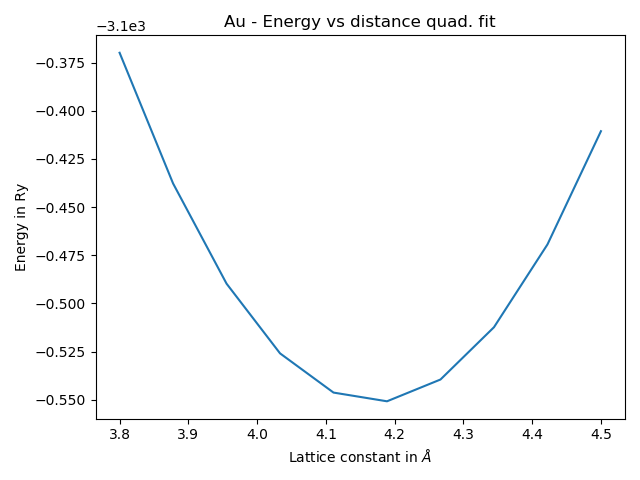 Au - Energy vs distance quad. fit
−3.1e3
−0.375
−0.400
−0.425
−0.450
−0.475
−0.500
−0.525
−0.550
Energy in Ry
3.8 3.9 4.0 4.1 4.2 4.3 4.4 4.5
Lattice constant in Å